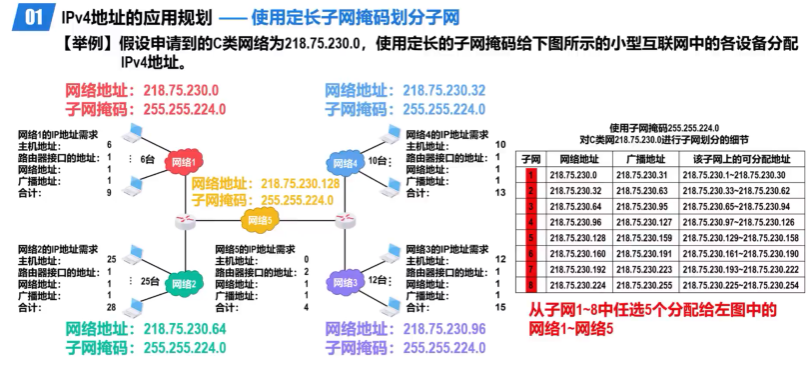 01 IPv4地址的应用规划 —— 使用定长子网掩码划分子网
【举例】假设申请到的C类网络为218.75.230.0，使用定长的子网掩码给下图所示的小型互联网中的各设备分配
IPv4地址。
网络地址：218.75.230.0
子网掩码：255.255.224.0
网络地址：218.75.230.32
子网掩码：255.255.224.0
网络1的IP地址需求
主机地址： 6
路由器接口的地址： 1
网络地址： 1
广播地址： 1
合计： 9
6台
网络1
网络4
10台
网络4的IP地址需求
主机地址： 10
路由器接口的地址： 1
网络地址： 1
广播地址： 1
合计： 13
网络地址：218.75.230.128
子网掩码：255.255.224.0
网络5
网络2的IP地址需求
主机地址： 25
路由器接口的地址： 1
网络地址： 1
广播地址： 1
合计： 28
25台
网络2
网络5的IP地址需求
主机地址： 0
路由器接口的地址： 2
网络地址： 1
广播地址： 1
合计： 4
网络3
12台
网络3的IP地址需求
主机地址： 12
路由器接口的地址： 1
网络地址： 1
广播地址： 1
合计： 15
网络地址：218.75.230.64
子网掩码：255.255.224.0
网络地址：218.75.230.96
子网掩码：255.255.224.0
使用子网掩码255.255.224.0
对C类网218.75.230.0进行子网划分的细节
子网 网络地址 广播地址 该子网上的可分配地址
1 218.75.230.0 218.75.230.31 218.75.230.1~218.75.230.30
2 218.75.230.32 218.75.230.63 218.75.230.33~218.75.230.62
3 218.75.230.64 218.75.230.95 218.75.230.65~218.75.230.94
4 218.75.230.96 218.75.230.127 218.75.230.97~218.75.230.126
5 218.75.230.128 218.75.230.159 218.75.230.129~218.75.230.158
6 218.75.230.160 218.75.230.191 218.75.230.161~218.75.230.190
7 218.75.230.192 218.75.230.223 218.75.230.193~218.75.230.222
8 218.75.230.224 218.75.230.255 218.75.230.225~218.75.230.254
从子网1~8中任选5个分配给左图中的
网络1~网络5